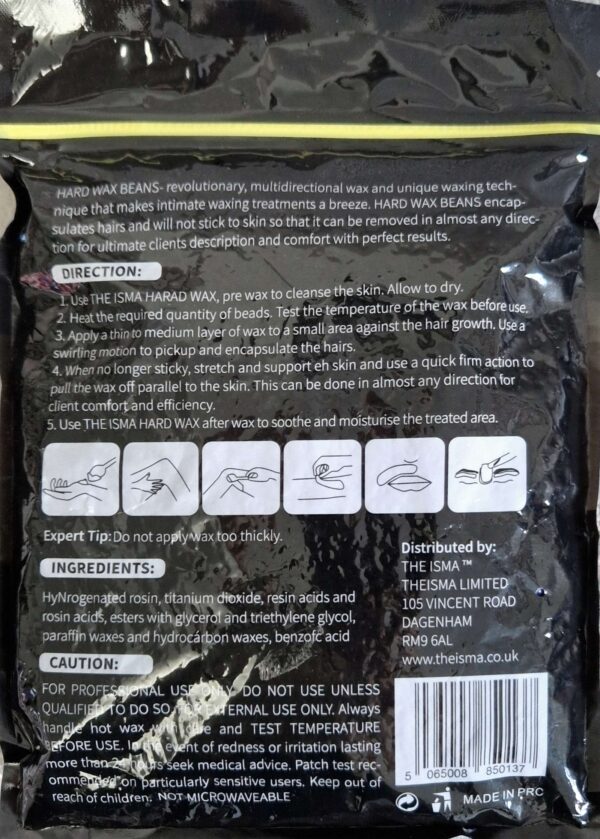 HARD WAX BEANS- revolutionary, multidirectional wax and unique waxing tech-
nique that makes intimate waxing treatments a breeze. HARD WAX BEANS encap-
sulates hairs and will not stick to skin so that it can be removed in almost any direc-
tion for ultimate clients description and comfort with perfect results.
DIRECTION:
1. Use THE ISMA HARAD WAX, pre wax to cleanse the skin. Allow to dry.
2. Heat the required quantity of beads. Test the temperature of the wax before use.
3. Apply a thin to medium layer of wax to a small area against the hair growth. Use a
swirling motion to pickup and encapsulate the hairs.
4. When no longer sticky, stretch and support eh skin and use a quick firm action to
pull the wax off parallel to the skin. This can be done in almost any direction for
client comfort and efficiency.
5. Use THE ISMA HARD WAX after wax to soothe and moisturise the treated area.
Expert Tip: Do not apply wax too thickly.
INGREDIENTS:
HyNrogenated rosin, titanium dioxide, resin acids and
rosin acids, esters with glycerol and triethylene glycol,
paraffin waxes and hydrocarbon waxes, benzofc acid
CAUTION:
FOR PROFESSIONAL USE ONLY DO NOT USE UNLESS
QUALIFIED TO DO SO, FOR EXTERNAL USE ONLY. Always
handle hot wax with care and TEST TEMPERATURE
BEFORE USE. In the event of redness or irritation lasting
more than 24 hours seek medical advice. Patch test rec-
ommended on particularly sensitive users. Keep out of
reach of children. NOT MICROWAVEABLE
Distributed by:
THE ISMA ™
THEISMA LIMITED
105 VINCENT ROAD
DAGENHAM
RM9 6AL
www.theisma.co.uk
5 065008 850137
MADE IN PRC